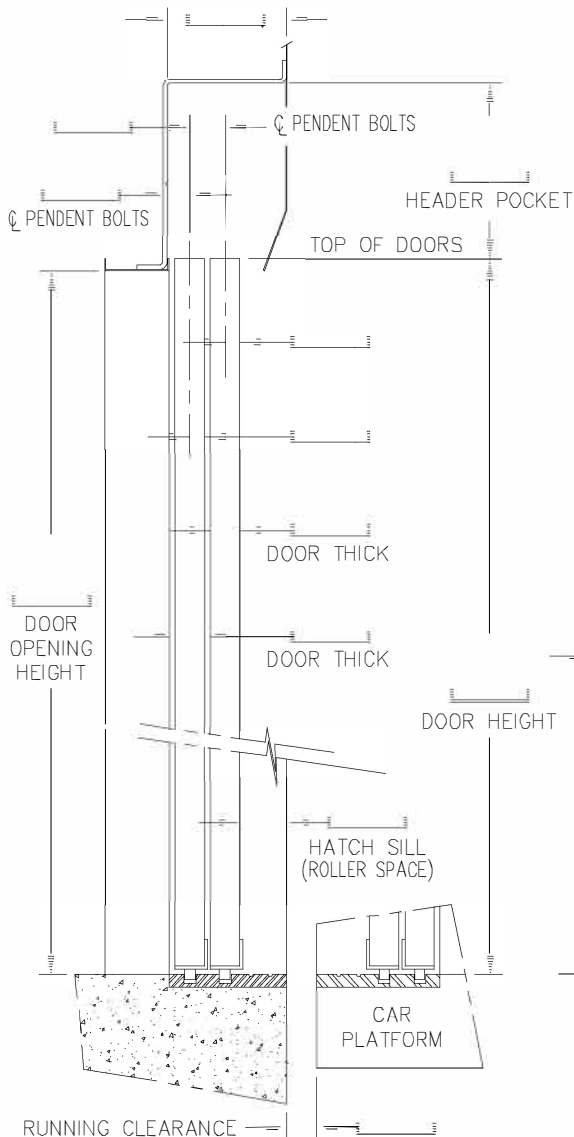 ℄ PENDENT BOLTS
HEADER POCKET
℄ PENDENT BOLTS
TOP OF DOORS
DOOR THICK
DOOR
OPENING
HEIGHT
DOOR THICK
DOOR HEIGHT
HATCH SILL
(ROLLER SPACE)
CAR
PLATFORM
RUNNING CLEARANCE